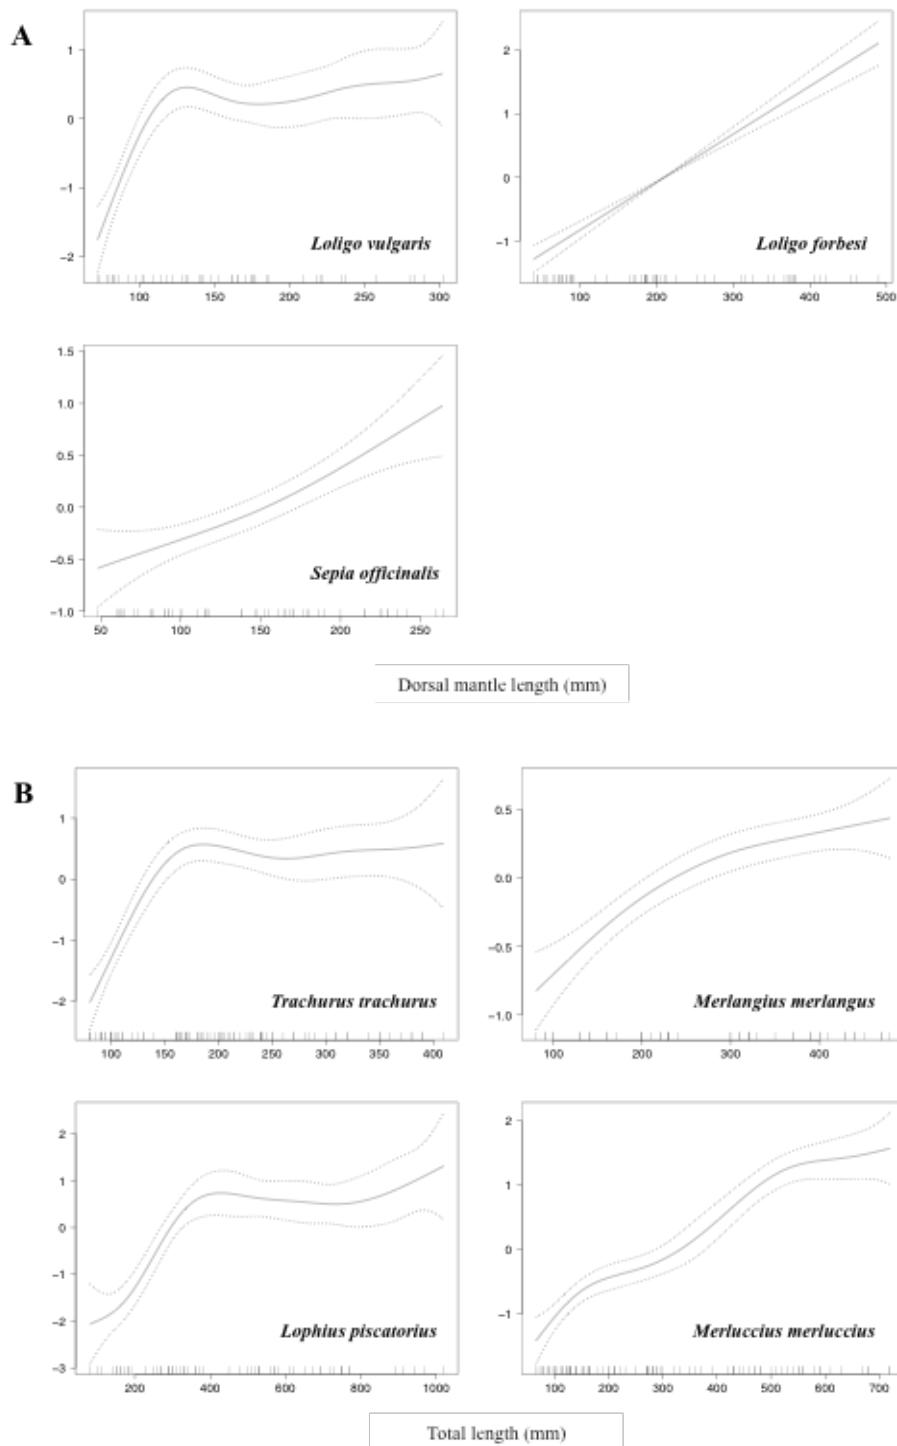 A
1
0
−1
−2
100 150 200 250 300
Loligo vulgaris
2
1
0
−1
100 200 300 400 500
Loligo forbesi
1.5
1.0
0.5
0.0
−0.5
−1.0
50 100 150 200 250
Sepia officinalis
Dorsal mantle length (mm)
B
1
0
−1
−2
100 150 200 250 300 350 400
Trachurus trachurus
0.5
0.0
−0.5
−1.0
100 200 300 400
Merlangius merlangus
2
1
0
−1
−2
−3
200 400 600 800 1000
Lophius piscatorius
2
1
0
−1
100 200 300 400 500 600 700
Merluccius merluccius
Total length (mm)